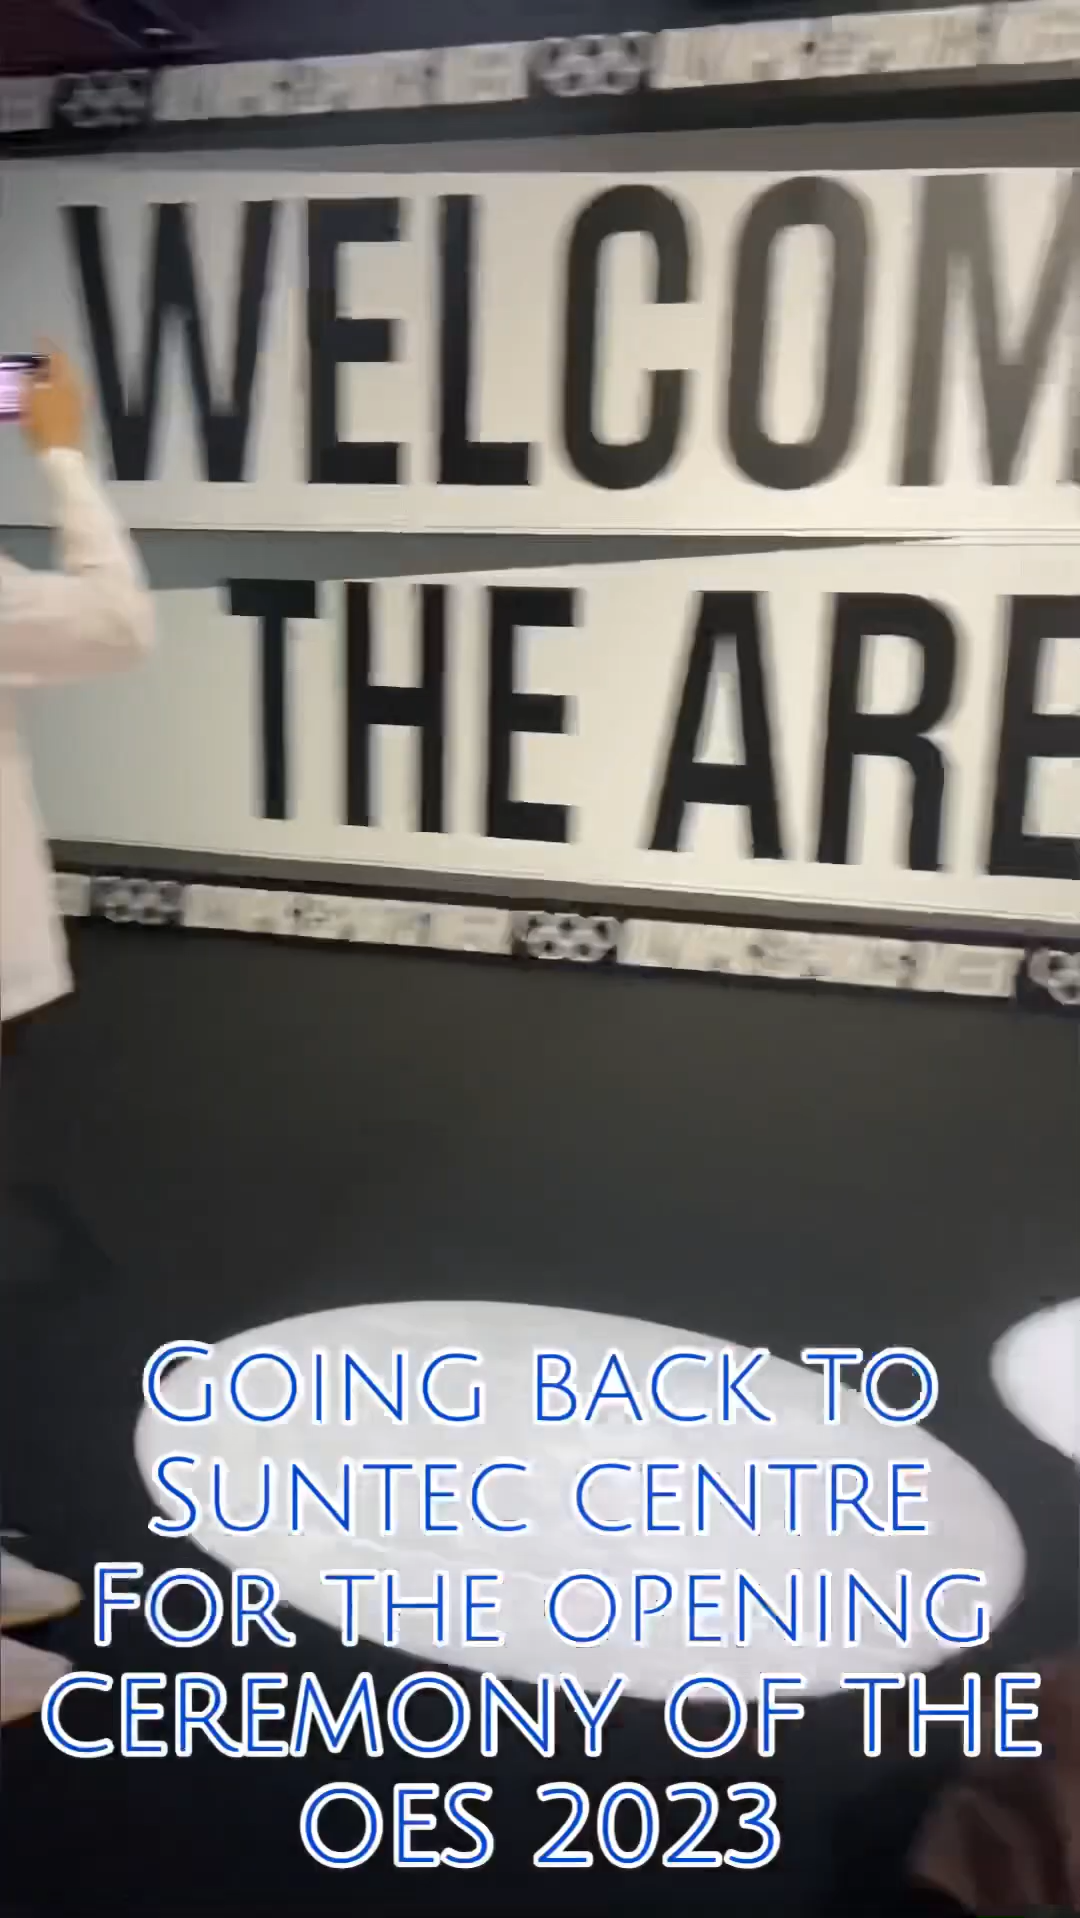 WELCOM
THE ARE
GOING BACK TO
SUNTEC CENTRE
FOR THE OPENING
CEREMONY OF THE
OES 2023